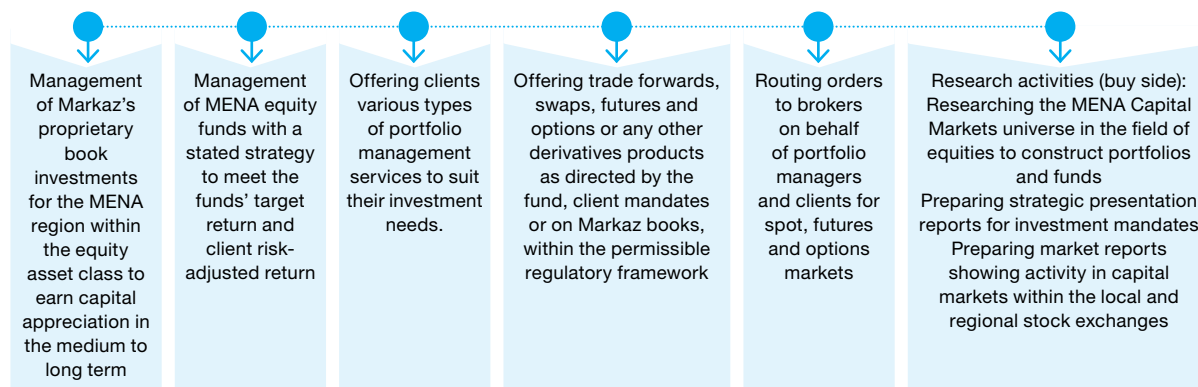 Management
of Markaz's
proprietary
book
investments
for the MENA
region within
the equity
asset class to
earn capital
appreciation in
the medium to
long term
Management
of MENA equity
funds with a
stated strategy
to meet the
funds' target
return and
client risk-
adjusted return
Offering clients
various types
of portfolio
management
services to suit
their investment
needs.
Offering trade forwards,
swaps, futures and
options or any other
derivatives products
as directed by the
fund, client mandates
or on Markaz books,
within the permissible
regulatory framework
Routing orders
to brokers
on behalf
of portfolio
managers
and clients for
spot, futures
and options
markets
Research activities (buy side):
Researching the MENA Capital
Markets universe in the field of
equities to construct portfolios
and funds
Preparing strategic presentation
reports for investment mandates
Preparing market reports
showing activity in capital
markets within the local and
regional stock exchanges